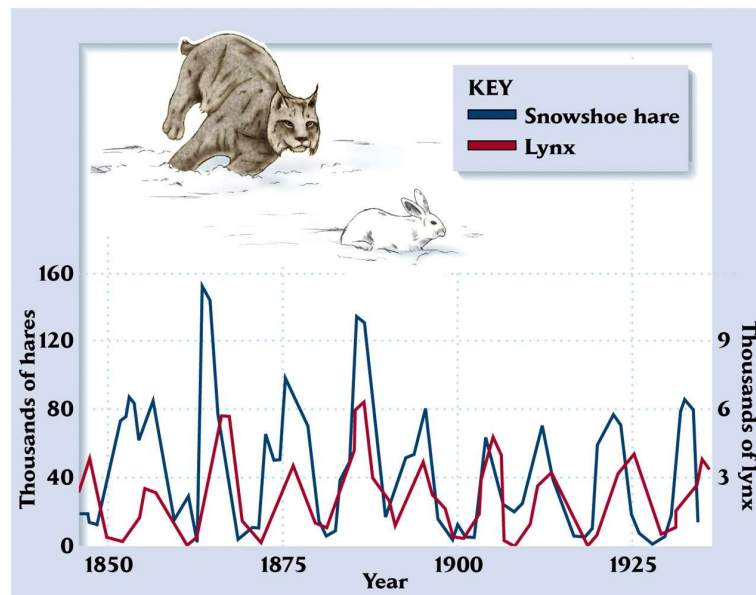 KEY
Snowshoe hare
Lynx
160
120
80
40
0
Thousands of hares
9
6
3
Thousands of lynx
1850
1875
1900
1925
Year